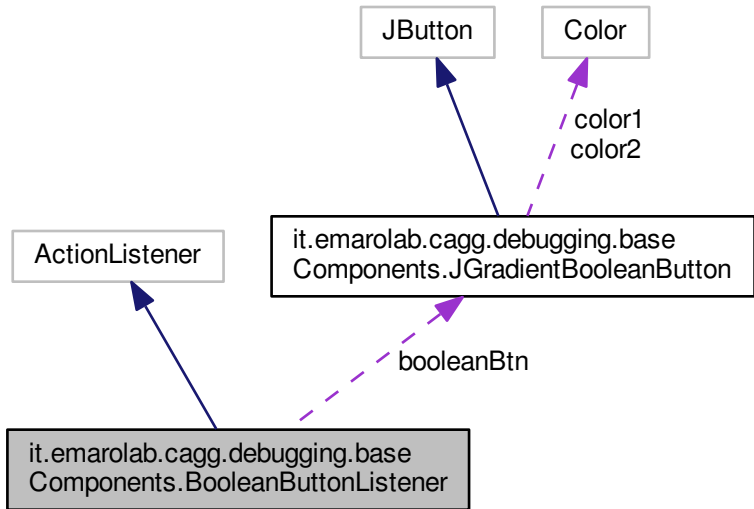 JButton
Color
color1
color2
ActionListener
it.emarolab.cagg.debugging.base
Components.JGradientBooleanButton
booleanBtn
it.emarolab.cagg.debugging.base
Components.BooleanButtonListener